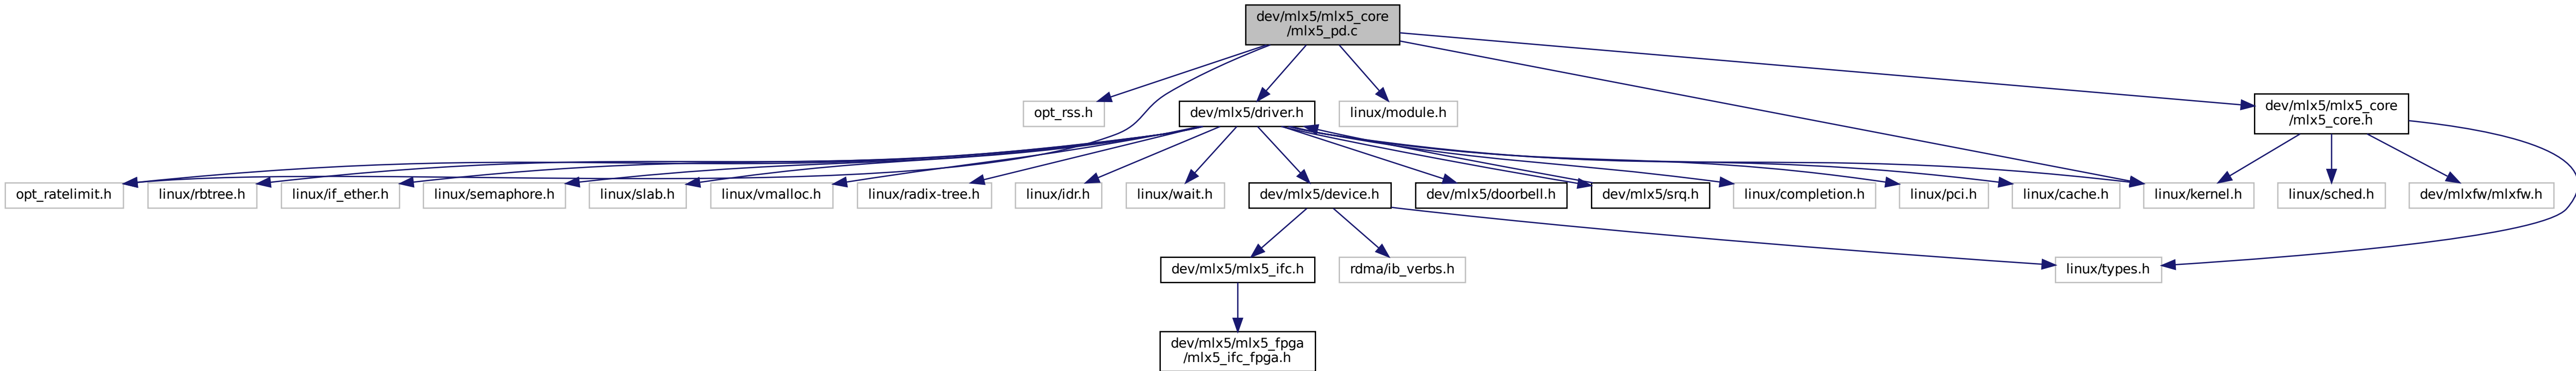 dev/mlx5/mlx5_core
/mlx5_pd.c
opt_rss.h
dev/mlx5/driver.h
linux/module.h
dev/mlx5/mlx5_core
/mlx5_core.h
opt_ratelimit.h
linux/rbtree.h
linux/if_ether.h
linux/semaphore.h
linux/slab.h
linux/vmalloc.h
linux/radix-tree.h
linux/idr.h
linux/wait.h
dev/mlx5/device.h
dev/mlx5/doorbell.h
dev/mlx5/srq.h
linux/completion.h
linux/pci.h
linux/cache.h
linux/kernel.h
linux/sched.h
dev/mlxfw/mlxfw.h
dev/mlx5/mlx5_ifc.h
rdma/ib_verbs.h
linux/types.h
dev/mlx5/mlx5_fpga
/mlx5_ifc_fpga.h